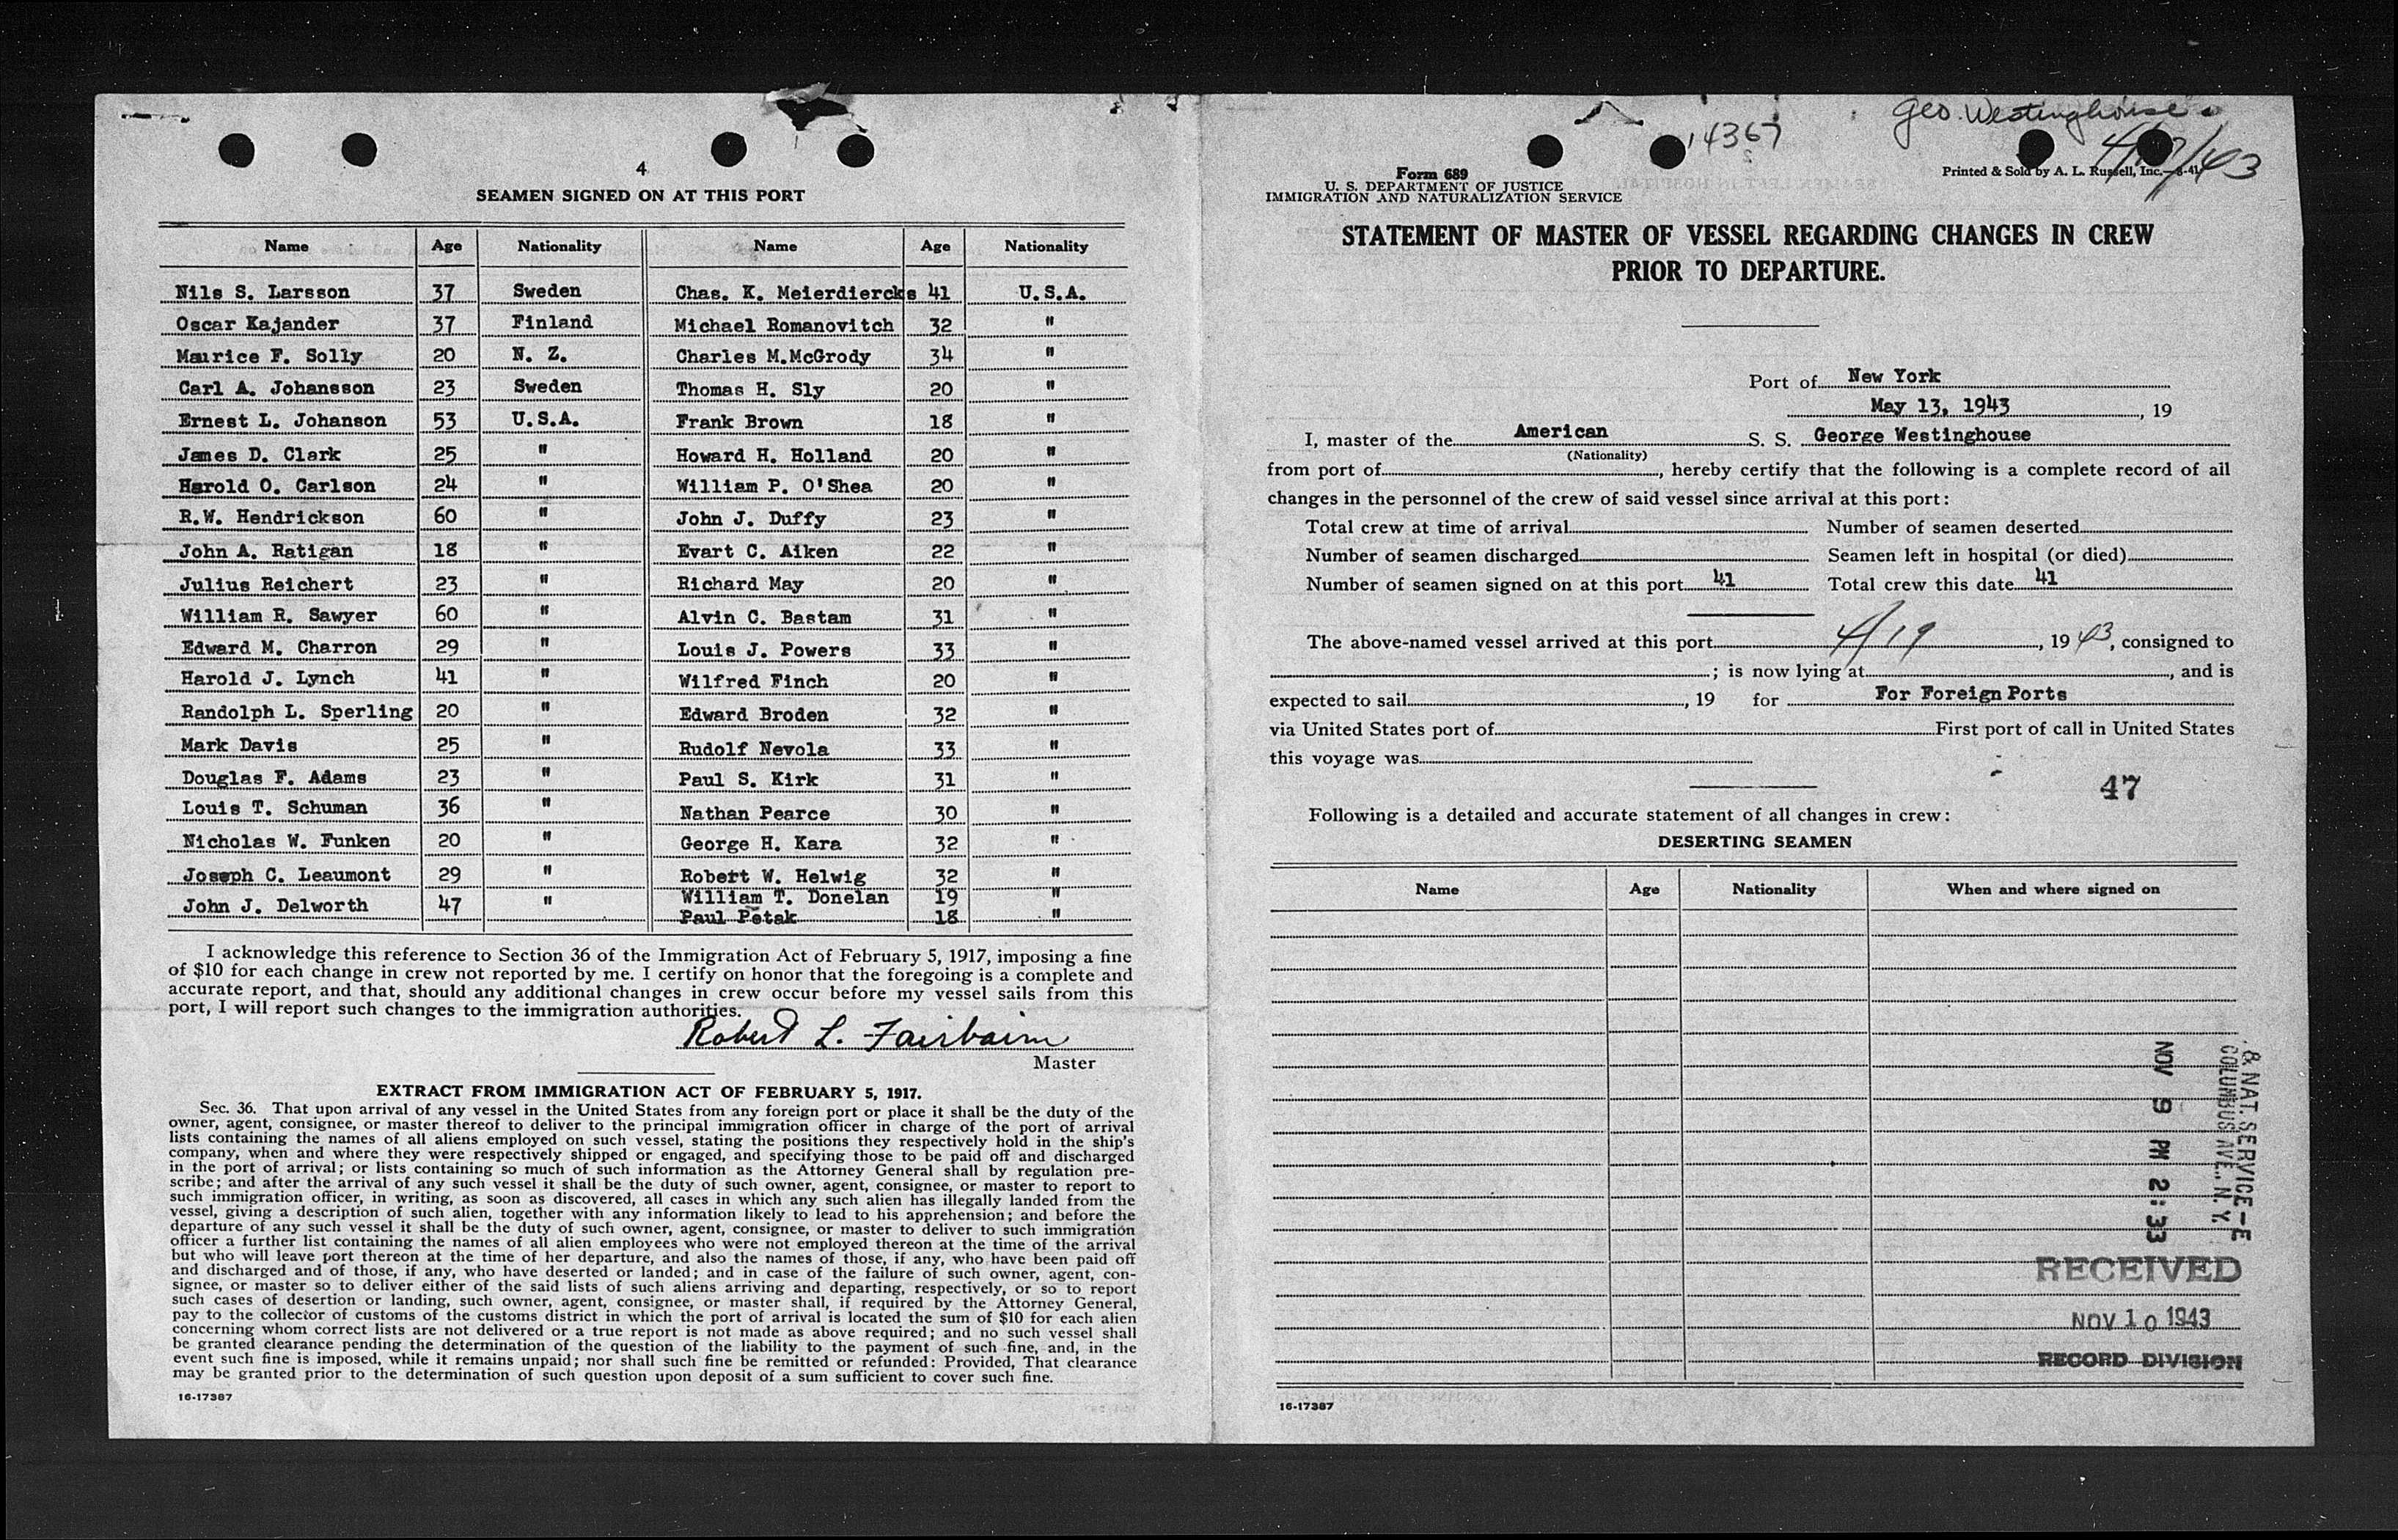 4
SEAMEN SIGNED ON AT THIS PORT
Name Age Nationality Name Age Nationality
Nils S. Larsson 37 Sweden Chas. K. Meierdiercks 41 U.S.A.
Oscar Kajander 37 Finland Michael Romanovitch 32 "
Maurice F. Solly 20 N. Z. Charles M.McGrody 34 "
Carl A. Johansson 23 Sweden Thomas H. Sly 20 "
Ernest L. Johanson 53 U.S.A. Frank Brown 18 "
James D. Clark 25 " Howard H. Holland 20 "
Harold O. Carlson 24 " William P. O'Shea 20 "
R.W. Hendrickson 60 " John J. Duffy 23 "
John A. Ratigan 18 " Evart C. Aiken 22 "
Julius Reichert 23 " Richard May 20 "
William R. Sawyer 60 " Alvin C. Bastam 31 "
Edward M. Charron 29 " Louis J. Powers 33 "
Harold J. Lynch 41 " Wilfred Finch 20 "
Randolph L. Sperling 20 " Edward Broden 32 "
Mark Davis 25 " Rudolf Nevola 33 "
Douglas F. Adams 23 " Paul S. Kirk 31 "
Louis T. Schuman 36 " Nathan Pearce 30 "
Nicholas W. Funken 20 " George H. Kara 32 "
Joseph C. Leaumont 29 " Robert W. Helwig 32 "
John J. Delworth 47 " William T. Donelan 19 "
Paul Petak 18 "
I acknowledge this reference to Section 36 of the Immigration Act of February 5, 1917, imposing a fine
of $10 for each change in crew not reported by me. I certify on honor that the foregoing is a complete and
accurate report, and that, should any additional changes in crew occur before my vessel sails from this
port, I will report such changes to the immigration authorities.
Robert L. Fairbairn
Master
EXTRACT FROM IMMIGRATION ACT OF FEBRUARY 5, 1917.
Sec. 36. That upon arrival of any vessel in the United States from any foreign port or place it shall be the duty of the
owner, agent, consignee, or master thereof to deliver to the principal immigration officer in charge of the port of arrival
lists containing the names of all aliens employed on such vessel, stating the positions they respectively hold in the ship's
company, when and where they were respectively shipped or engaged, and specifying those to be paid off and discharged
in the port of arrival; or lists containing so much of such information as the Attorney General shall by regulation pre-
scribe; and after the arrival of any such vessel it shall be the duty of such owner, agent, consignee, or master to report to
such immigration officer, in writing, as soon as discovered, all cases in which any such alien has illegally landed from the
vessel, giving a description of such alien, together with any information likely to lead to his apprehension; and before the
departure of any such vessel it shall be the duty of such owner, agent, consignee, or master to deliver to such immigration
officer a further list containing the names of all alien employees who were not employed thereon at the time of the arrival
but who will leave port thereon at the time of her departure, and also the names of those, if any, who have been paid off
and discharged and of those, if any, who have deserted or landed; and in case of the failure of such owner, agent, con-
signee, or master so to deliver either of the said lists of such aliens arriving and departing, respectively, or so to report
such cases of desertion or landing, such owner, agent, consignee, or master shall, if required by the Attorney General,
pay to the collector of customs of the customs district in which the port of arrival is located the sum of $10 for each alien
concerning whom correct lists are not delivered or a true report is not made as above required; and no such vessel shall
be granted clearance pending the determination of the question of the liability to the payment of such fine, and, in the
event such fine is imposed, while it remains unpaid; nor shall such fine be remitted or refunded: Provided, That clearance
may be granted prior to the determination of such question upon deposit of a sum sufficient to cover such fine.
16-17387
Geo. Westinghouse
14367
Form 689
U. S. DEPARTMENT OF JUSTICE
IMMIGRATION AND NATURALIZATION SERVICE
Printed & Sold by A. L. Russell, Inc.—8-41
STATEMENT OF MASTER OF VESSEL REGARDING CHANGES IN CREW
PRIOR TO DEPARTURE.
Port of New York
May 13, 1943, 19
I, master of the American S. S. George Westinghouse
(Nationality)
from port of, hereby certify that the following is a complete record of all
changes in the personnel of the crew of said vessel since arrival at this port:
Total crew at time of arrival Number of seamen deserted
Number of seamen discharged Seamen left in hospital (or died)
Number of seamen signed on at this port 41 Total crew this date 41
The above-named vessel arrived at this port 4/19, 1943, consigned to
; is now lying at, and is
expected to sail, 19 for For Foreign Ports
via United States port of First port of call in United States
this voyage was
47
Following is a detailed and accurate statement of all changes in crew:
DESERTING SEAMEN
Name Age Nationality When and where signed on
& NAT. SERVICE-E
COLUMBUS AVE., N. Y.
NOV 9 PM 2:33
RECEIVED
NOV 10 1943
RECORD DIVISION
16-17387